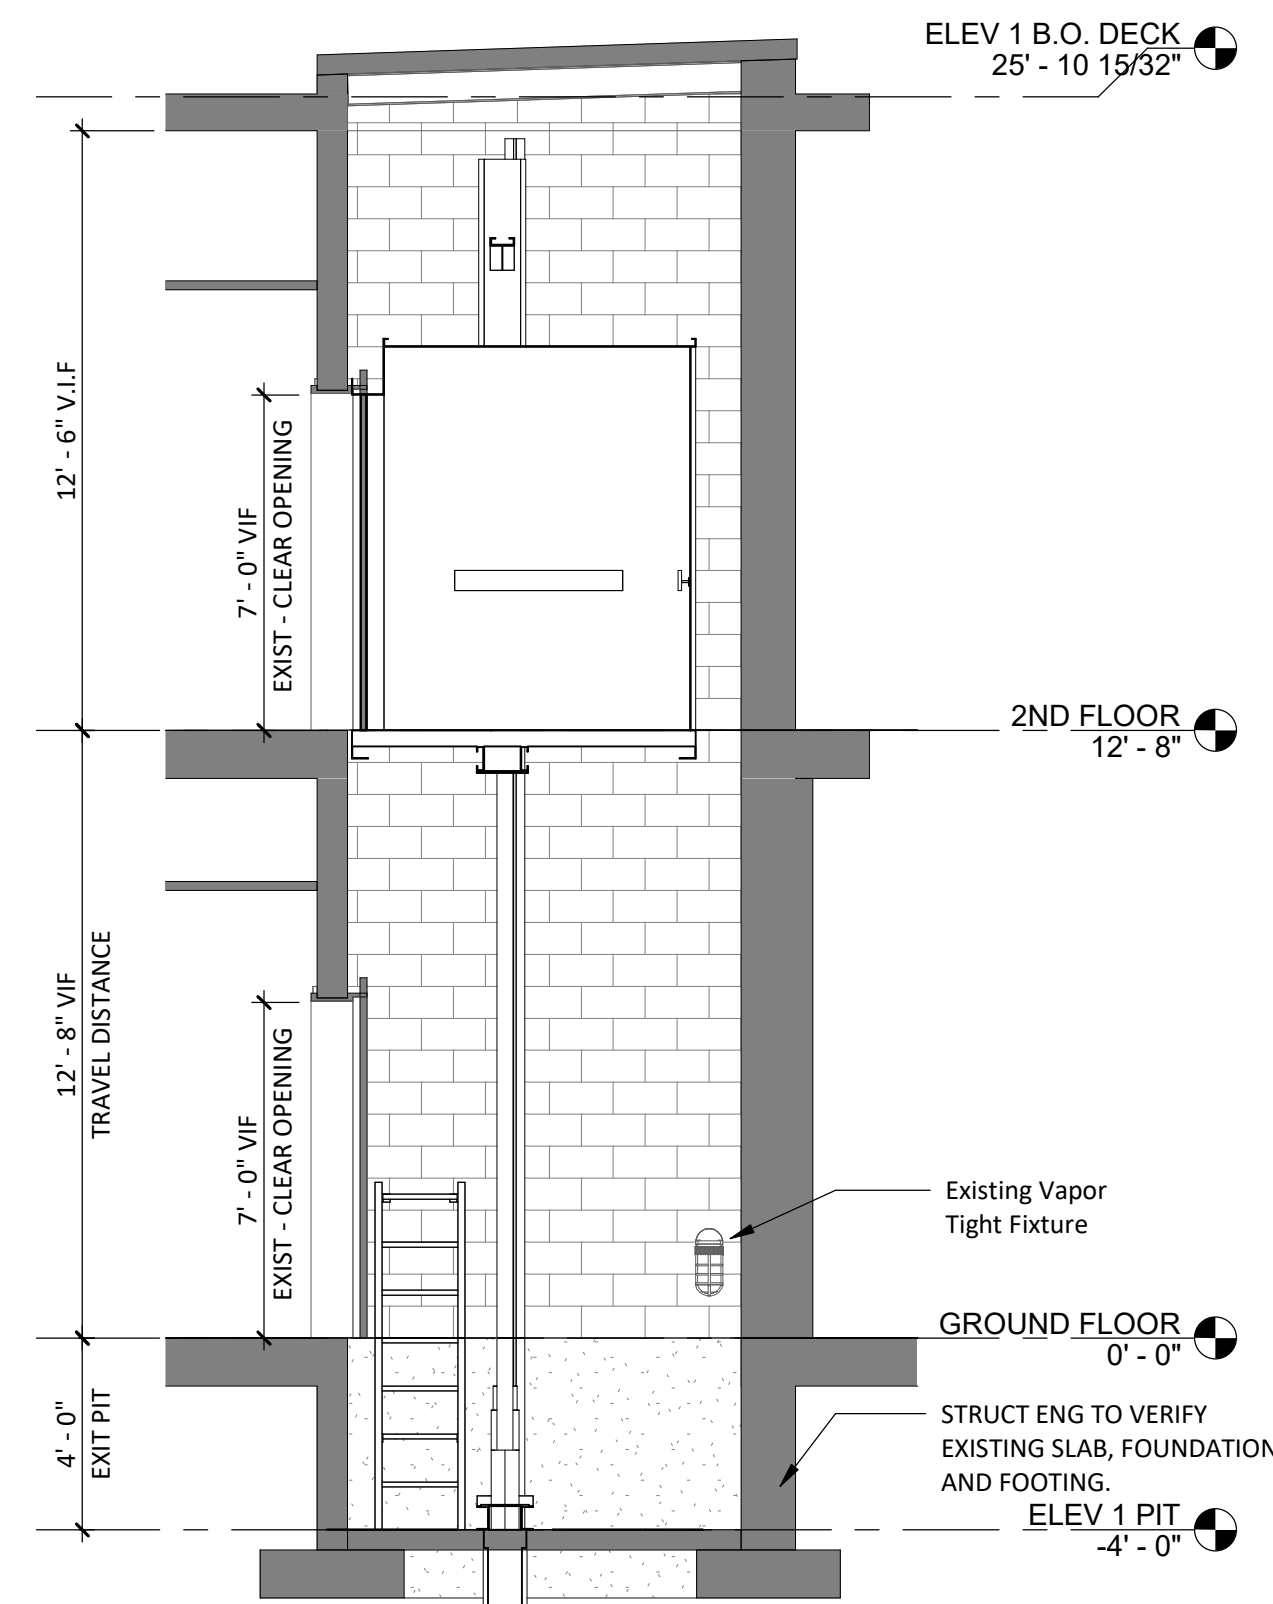 ELEV 1 B.O. DECK
25' - 10 15/32"
12' - 6" V.I.F
7' - 0" VIF
EXIST - CLEAR OPENING
2ND FLOOR
12' - 8"
12' - 8" VIF
TRAVEL DISTANCE
7' - 0" VIF
EXIST - CLEAR OPENING
Existing Vapor
Tight Fixture
GROUND FLOOR
0' - 0"
4' - 0"
EXIT PIT
STRUCT ENG TO VERIFY
EXISTING SLAB, FOUNDATION
AND FOOTING.
ELEV 1 PIT
-4' - 0"